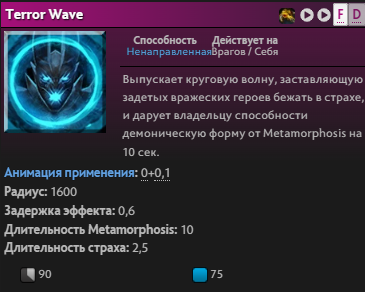 Terror Wave
F D
Способность Действует на
Ненаправленная Врагов / Себя
Выпускает круговую волну, заставляющую
задетых вражеских героев бежать в страхе,
и дарует владельцу способности
демоническую форму от Metamorphosis на
10 сек.
Анимация применения: 0+0,1
Радиус: 1600
Задержка эффекта: 0,6
Длительность Metamorphosis: 10
Длительность страха: 2,5
90 75